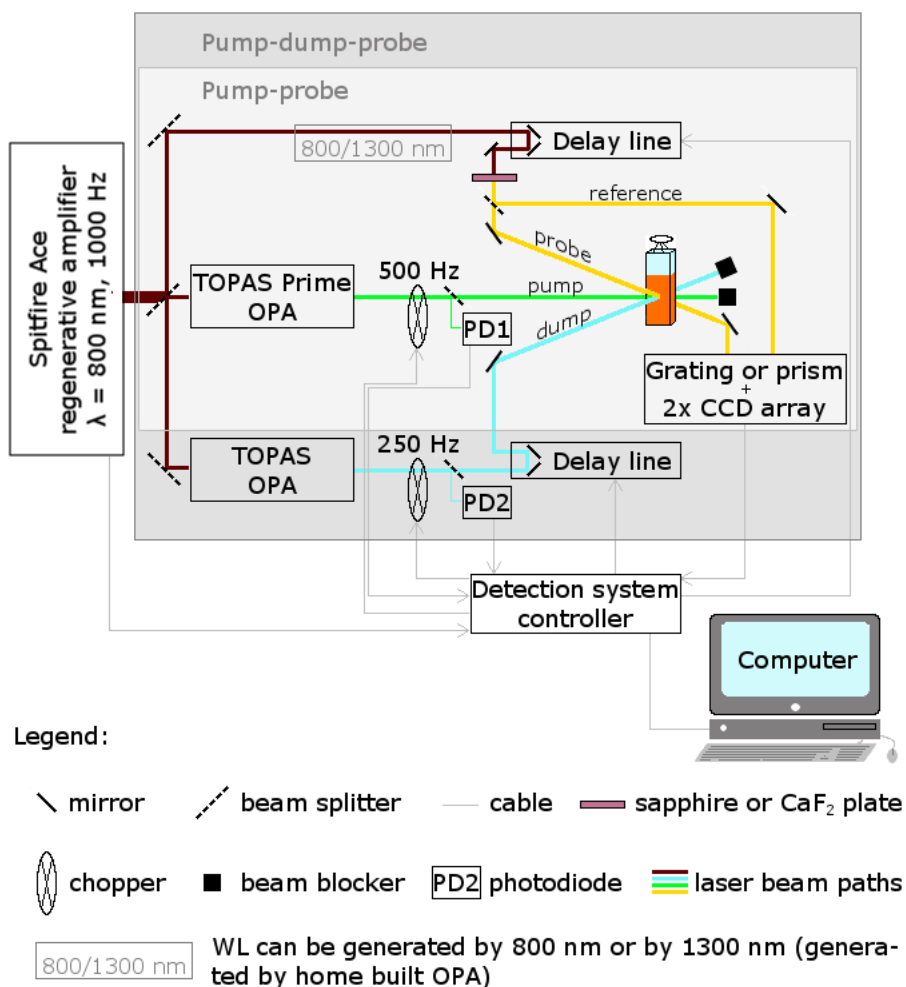 Pump-dump-probe
Pump-probe
Spitfire Ace
regenerative amplifier
λ = 800 nm, 1000 Hz
800/1300 nm
Delay line
reference
probe
TOPAS Prime
OPA
500 Hz
pump
PD1
dump
Grating or prism
+
2x CCD array
TOPAS
OPA
250 Hz
PD2
Delay line
Detection system
controller
Computer
Legend:
mirror
beam splitter
cable
sapphire or CaF₂ plate
chopper
beam blocker
PD2 photodiode
laser beam paths
800/1300 nm
WL can be generated by 800 nm or by 1300 nm (genera-
ted by home built OPA)